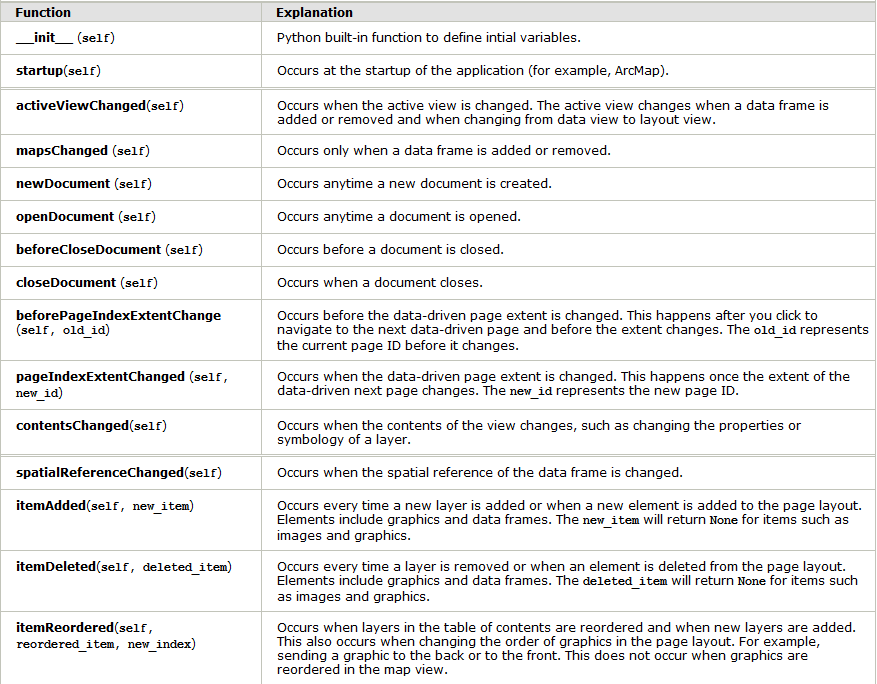 Function Explanation
__init__ (self) Python built-in function to define intial variables.
startup(self) Occurs at the startup of the application (for example, ArcMap).
activeViewChanged(self) Occurs when the active view is changed. The active view changes when a data frame is
added or removed and when changing from data view to layout view.
mapsChanged (self) Occurs only when a data frame is added or removed.
newDocument (self) Occurs anytime a new document is created.
openDocument (self) Occurs anytime a document is opened.
beforeCloseDocument (self) Occurs before a document is closed.
closeDocument (self) Occurs when a document closes.
beforePageIndexExtentChange
(self, old_id)
Occurs before the data-driven page extent is changed. This happens after you click to
navigate to the next data-driven page and before the extent changes. The old_id represents
the current page ID before it changes.
pageIndexExtentChanged (self,
new_id)
Occurs when the data-driven page extent is changed. This happens once the extent of the
data-driven next page changes. The new_id represents the new page ID.
contentsChanged(self) Occurs when the contents of the view changes, such as changing the properties or
symbology of a layer.
spatialReferenceChanged(self) Occurs when the spatial reference of the data frame is changed.
itemAdded(self, new_item) Occurs every time a new layer is added or when a new element is added to the page layout.
Elements include graphics and data frames. The new_item will return None for items such as
images and graphics.
itemDeleted(self, deleted_item) Occurs every time a layer is removed or when an element is deleted from the page layout.
Elements include graphics and data frames. The deleted_item will return None for items such
as images and graphics.
itemReordered(self,
reordered_item, new_index)
Occurs when layers in the table of contents are reordered and when new layers are added.
This also occurs when changing the order of graphics in the page layout. For example,
sending a graphic to the back or to the front. This does not occur when graphics are
reordered in the map view.